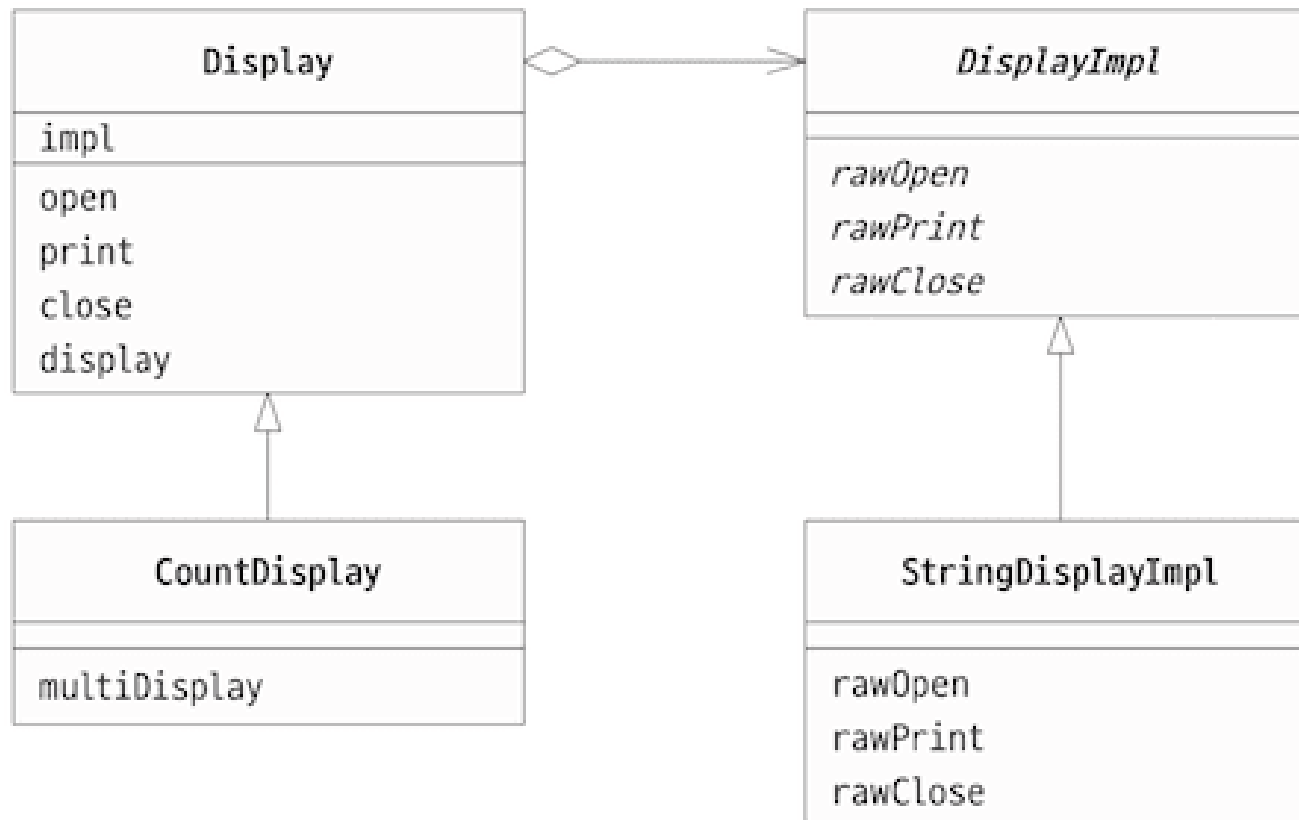 Display
impl
open
print
close
display
DisplayImpl
rawOpen
rawPrint
rawClose
CountDisplay
multiDisplay
StringDisplayImpl
rawOpen
rawPrint
rawClose